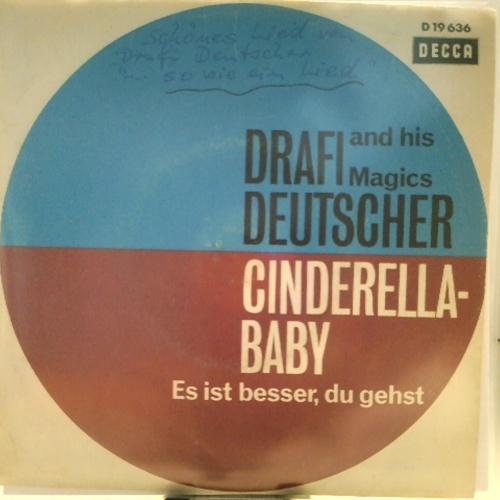 D 19 636
DECCA
Schönes Lied von
Drafi Deutscher
"... so wie ein Lied"
DRAFI and his
Magics
DEUTSCHER
CINDERELLA-
BABY
Es ist besser, du gehst